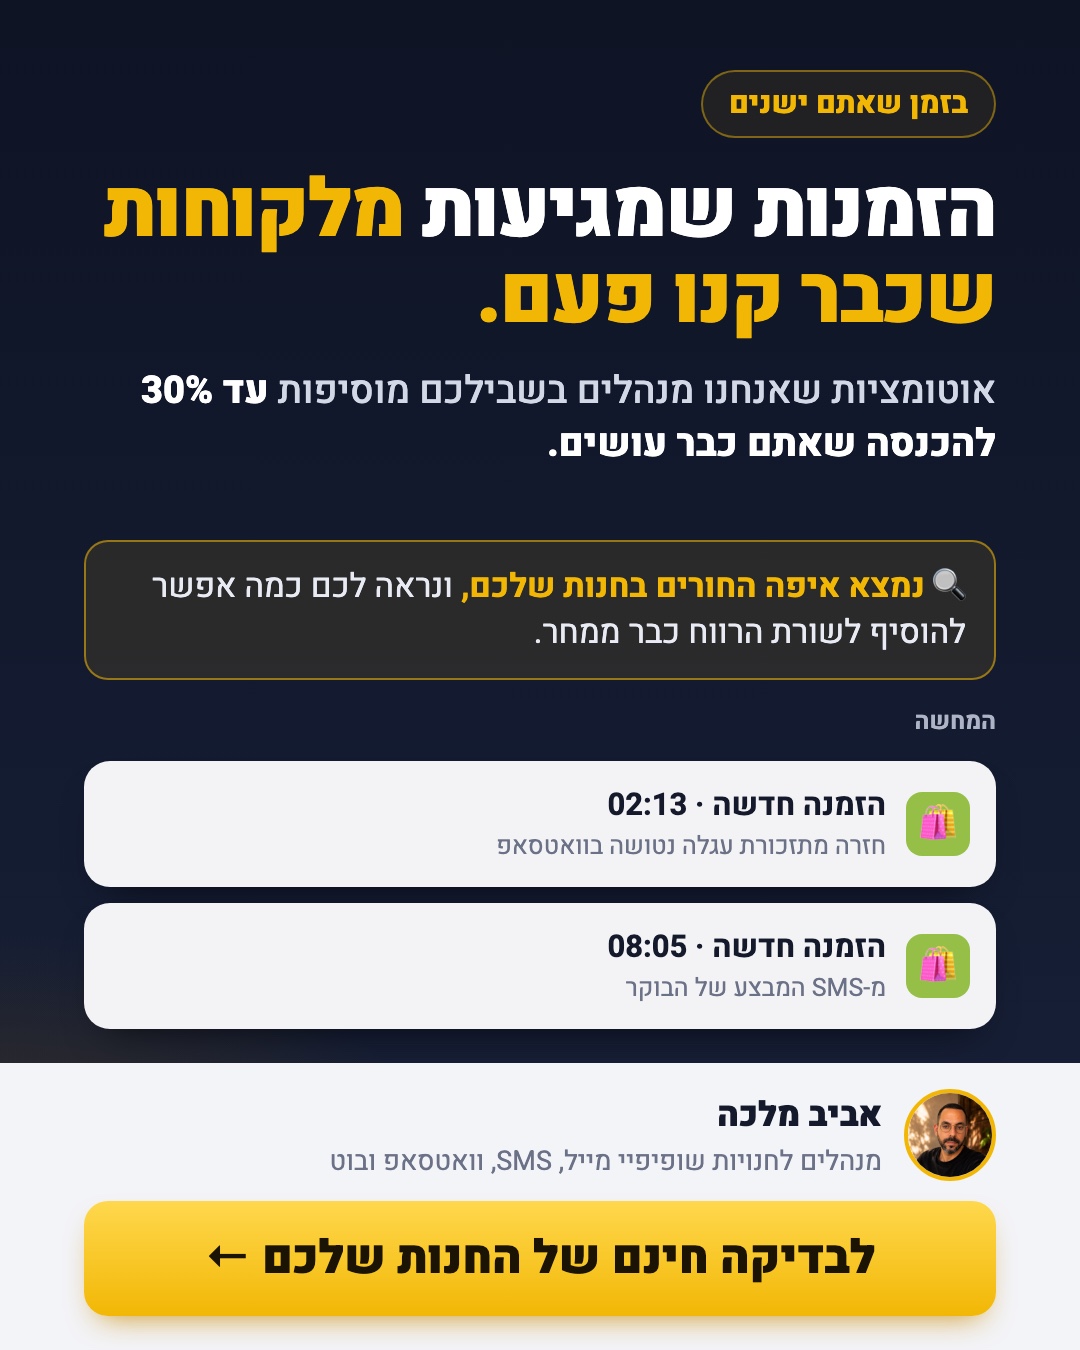 בזמן שאתם ישנים
הזמנות שמגיעות מלקוחות
שכבר קנו פעם.
אוטומציות שאנחנו מנהלים בשבילכם מוסיפות עד 30%
להכנסה שאתם כבר עושים.
🔍 נמצא איפה החורים בחנות שלכם, ונראה לכם כמה אפשר
להוסיף לשורת הרווח כבר ממחר.
המחשה
הזמנה חדשה · 02:13
חזרה מתזכורת עגלה נטושה בוואטסאפ
הזמנה חדשה · 08:05
מ-SMS המבצע של הבוקר
אביב מלכה
מנהלים לחנויות שופיפיי מייל, SMS, וואטסאפ ובוט
לבדיקה חינם של החנות שלכם ←